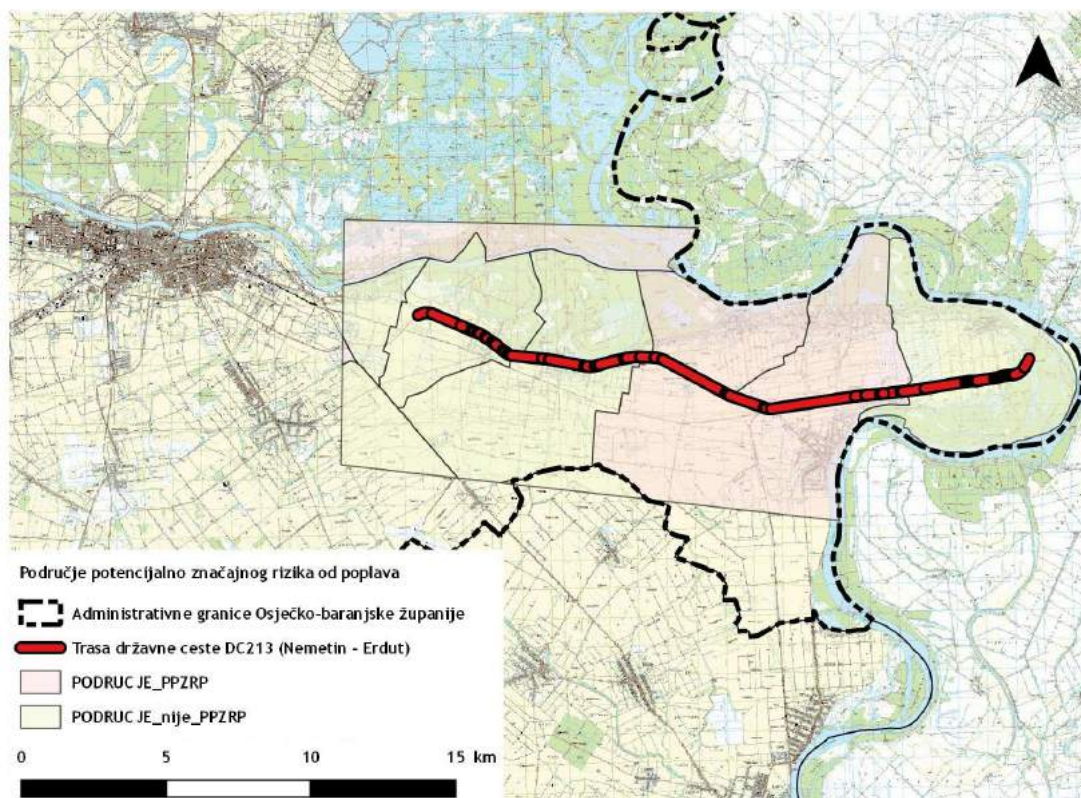 Područje potencijalno značajnog rizika od poplava
Administrativne granice Osječko-baranjske županije
Trasa državne ceste DC213 (Nemetin - Erdut)
PODRUC JE_PPZRP
PODRUC JE_nije_PPZRP
0 5 10 15 km